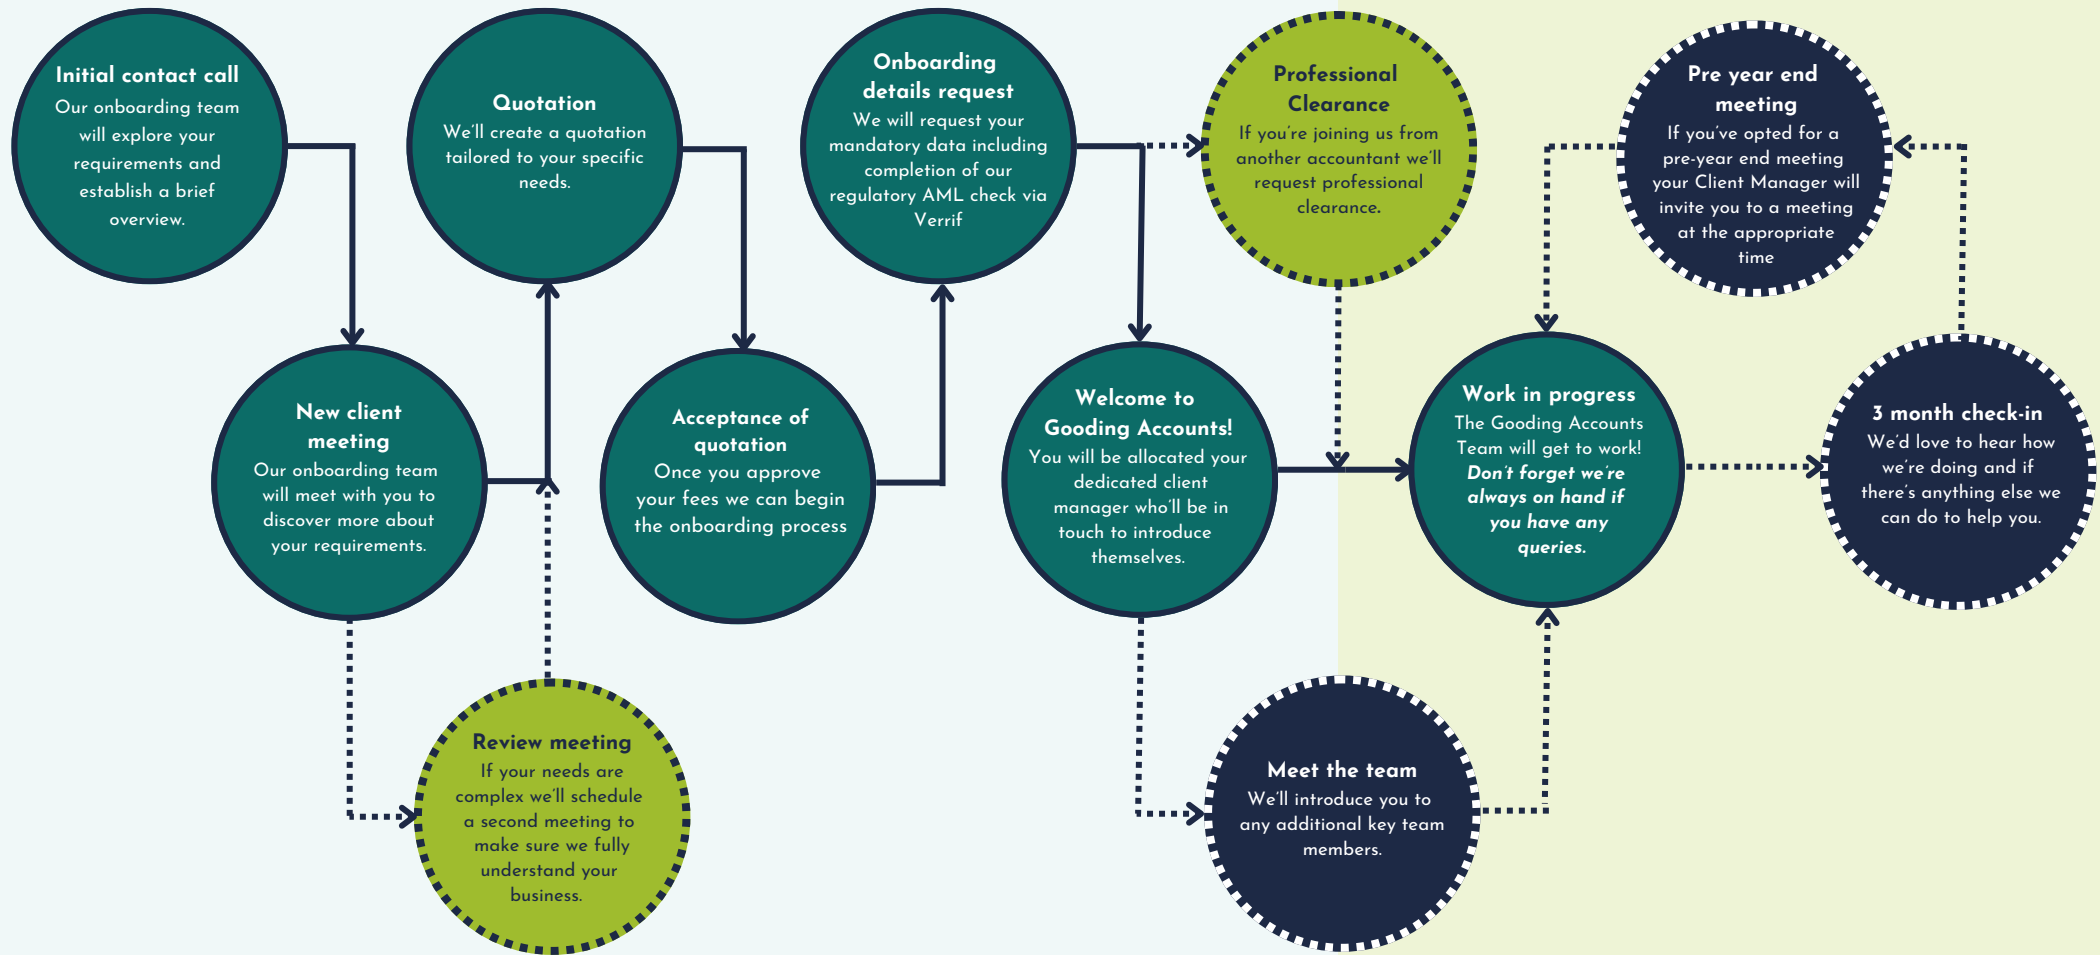 Initial contact call
Our onboarding team
will explore your
requirements and
establish a brief
overview.
New client
meeting
Our onboarding team
will meet with you to
discover more about
your requirements.
Review meeting
If your needs are
complex we'll schedule
a second meeting to
make sure we fully
understand your
business.
Quotation
We'll create a quotation
tailored to your specific
needs.
Acceptance of
quotation
Once you approve
your fees we can begin
the onboarding process
Onboarding
details request
We will request your
mandatory data including
completion of our
regulatory AML check via
Verrif
Professional
Clearance
If you're joining us from
another accountant we'll
request professional
clearance.
Welcome to
Gooding Accounts!
You will be allocated your
dedicated client
manager who'll be in
touch to introduce
themselves.
Meet the team
We'll introduce you to
any additional key team
members.
Work in progress
The Gooding Accounts
Team will get to work!
Don't forget we're
always on hand if
you have any
queries.
3 month check-in
We'd love to hear how
we're doing and if
there's anything else we
can do to help you.
Pre year end
meeting
If you've opted for a
pre-year end meeting
your Client Manager will
invite you to a meeting
at the appropriate
time